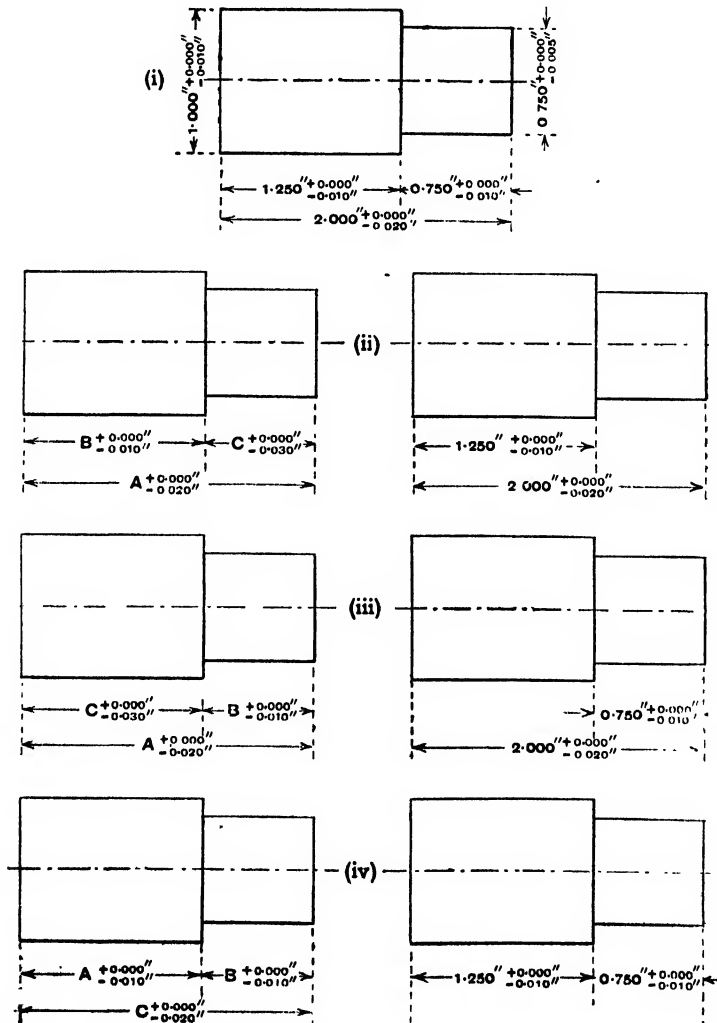 (i)
1·000″ +0·000″ -0·010″
0 750″ +0·000″ -0·005″
1·250″ +0·000″ -0·010″ 0·750″ +0 000″ -0·010″
2·000″ +0·000″ -0·020″
(ii)
B +0·000″ -0 010″ C +0·000″ -0·030″ 1·250″ +0·000″ -0·010″
A +0·000″ -0·020″ 2 000″ +0·000″ -0·020″
(iii)
C +0·000″ -0·030″ B +0·000″ -0·010″ 0·750″ +0·000″ -0·010″
A +0·000″ -0·020″ 2·000″ +0·000″ -0·020″
(iv)
A +0·000″ -0·010″ B +0·000″ -0·010″ 1·250″ +0·000″ -0·010″ 0·750″ +0·000″ -0·010″
C +0·000″ -0·020″